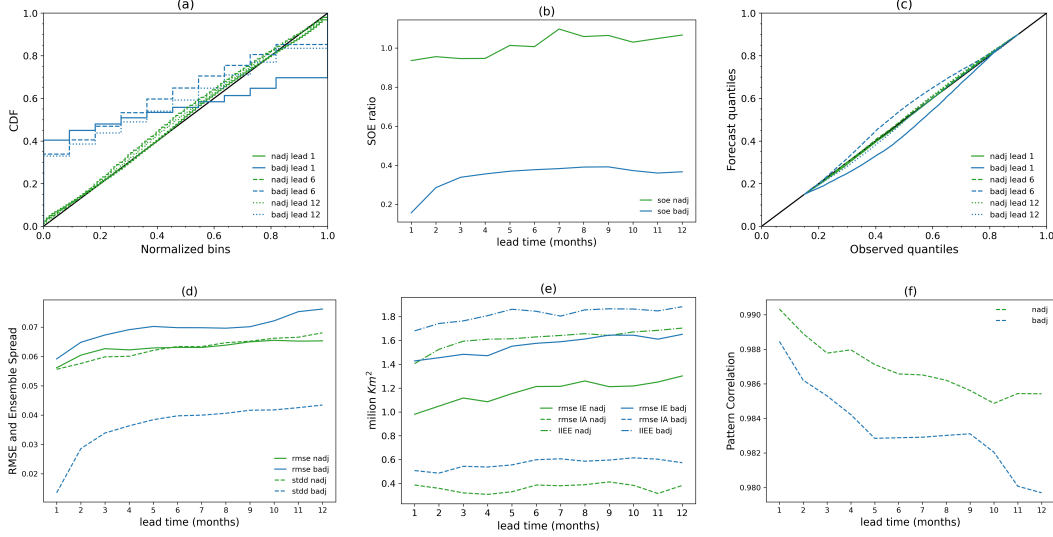 (a)
CDF
1.0
0.8
0.6
0.4
0.2
0.0
0.0
0.2
0.4
0.6
0.8
1.0
Normalized bins
nadj lead 1
badj lead 1
nadj lead 6
badj lead 6
nadj lead 12
badj lead 12
(b)
SOE ratio
1.0
0.8
0.6
0.4
0.2
1 2 3 4 5 6 7 8 9 10 11 12
lead time (months)
soe nadj
soe badj
(c)
Forecast quantiles
1.0
0.8
0.6
0.4
0.2
0.0
0.0
0.2
0.4
0.6
0.8
1.0
Observed quantiles
nadj lead 1
badj lead 1
nadj lead 6
badj lead 6
nadj lead 12
badj lead 12
(d)
RMSE and Ensemble Spread
0.07
0.06
0.05
0.04
0.03
0.02
1 2 3 4 5 6 7 8 9 10 11 12
lead time (months)
rmse nadj
rmse badj
stdd nadj
stdd badj
(e)
million Km²
1.8
1.6
1.4
1.2
1.0
0.8
0.6
0.4
1 2 3 4 5 6 7 8 9 10 11 12
lead time (months)
rmse IE nadj
rmse IA nadj
IIEE nadj
rmse IE badj
rmse IA badj
IIEE badj
(f)
Pattern Correlation
0.990
0.988
0.986
0.984
0.982
0.980
1 2 3 4 5 6 7 8 9 10 11 12
lead time (months)
nadj
badj